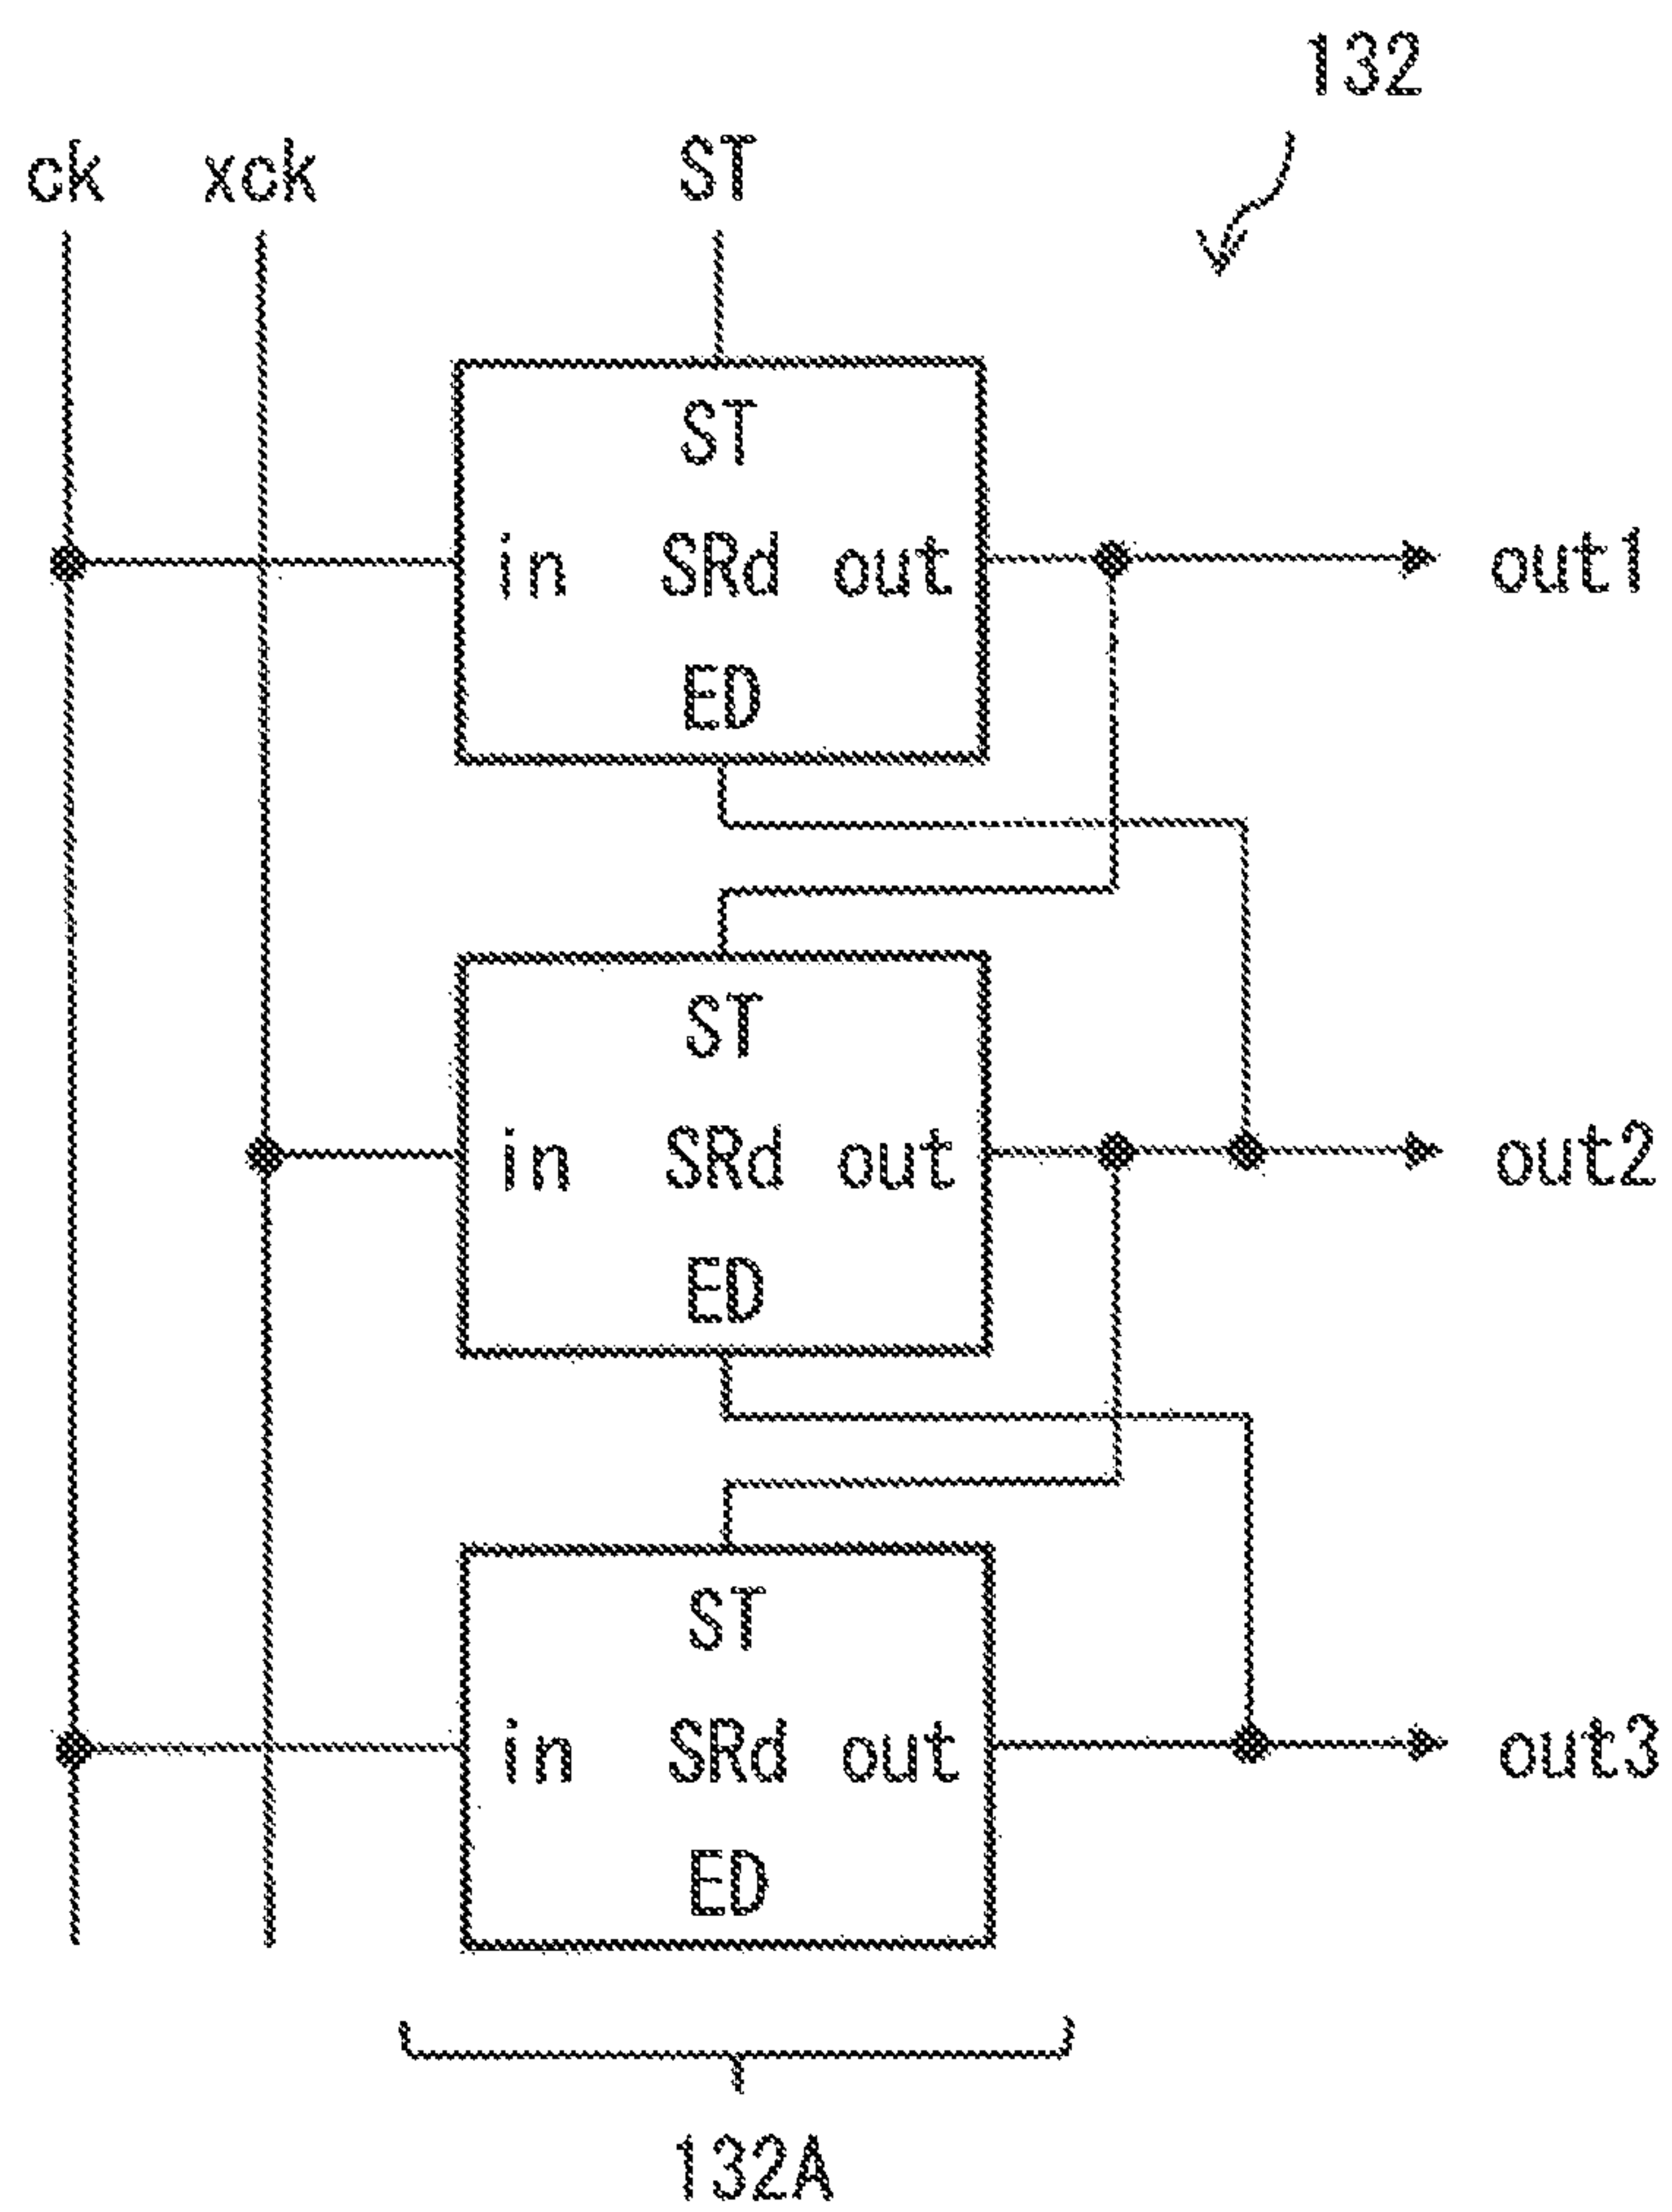 132
ck xck ST
ST
in SRd out
out1
ED
ST
in SRd out
out2
ED
ST
in SRd out
out3
ED
132A